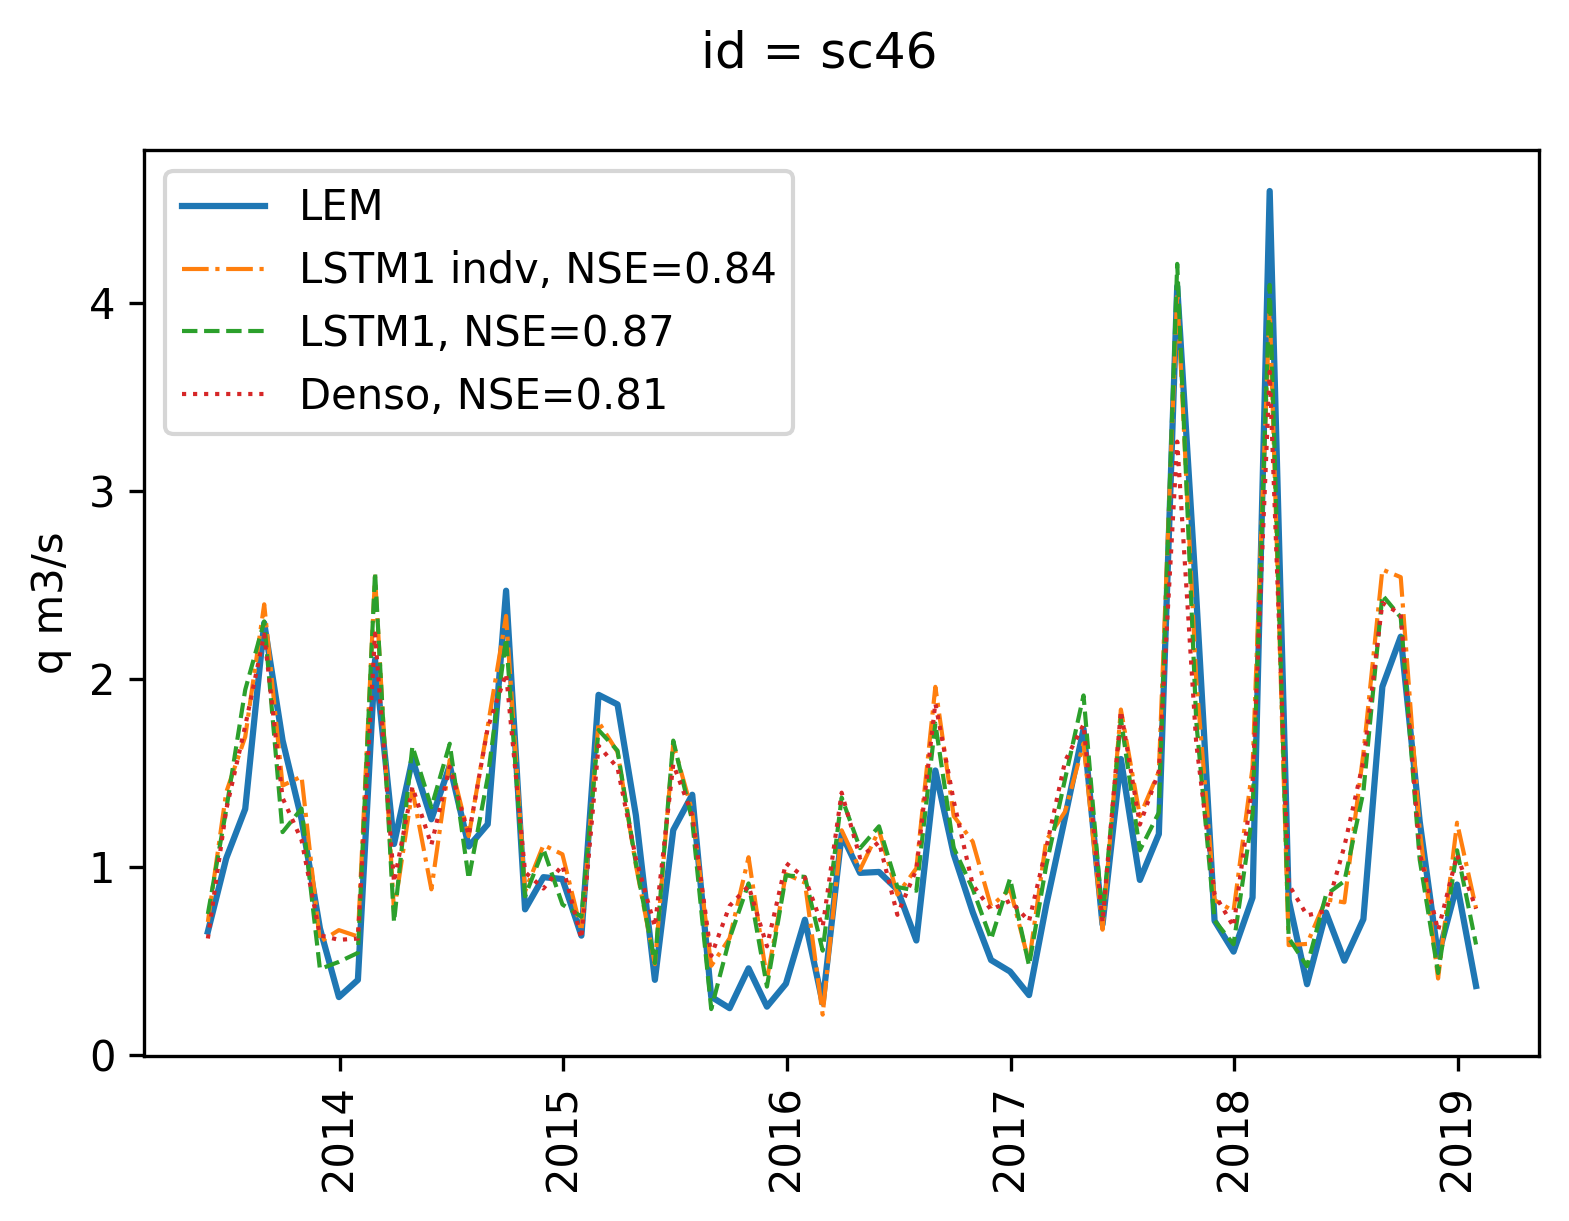 id = sc46
LEM
LSTM1 indv, NSE=0.84
LSTM1, NSE=0.87
Denso, NSE=0.81
q m3/s
4
3
2
1
0
2014
2015
2016
2017
2018
2019